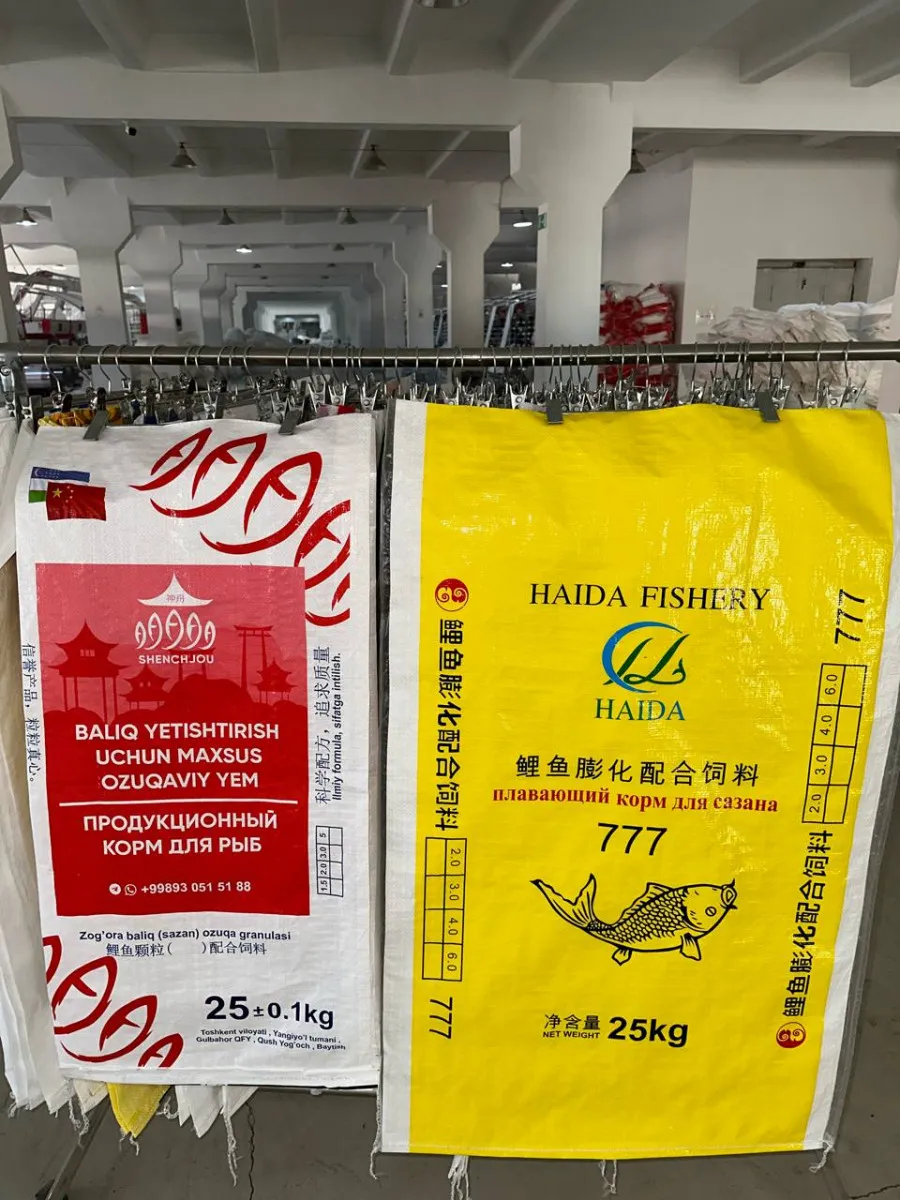 神舟
SHENCHJOU
BALIQ YETISHTIRISH
UCHUN MAXSUS
OZUQAVIY YEM
ПРОДУКЦИОННЫЙ
КОРМ ДЛЯ РЫБ
+99893 051 51 88
信誉产品，粒粒真心。
科学配方，追求质量
Ilmiy formula, sifatga intilish.
1.5 2.0 3.0 5
Zog'ora baliq (sazan) ozuqa granulasi
鲤鱼颗粒( )配合饲料
25±0.1kg
Toshkent viloyati , Yangiyo'l tumani ,
Gulbahor QFY , Qush Yog'och , Baytish
鲤鱼膨化配合饲料
2.0 3.0 4.0 6.0
777
HAIDA FISHERY
HAIDA
鲤鱼膨化配合饲料
плавающий корм для сазана
777
净含量
NET WEIGHT 25kg
鲤鱼膨化配合饲料
2.0 3.0 4.0 6.0
777